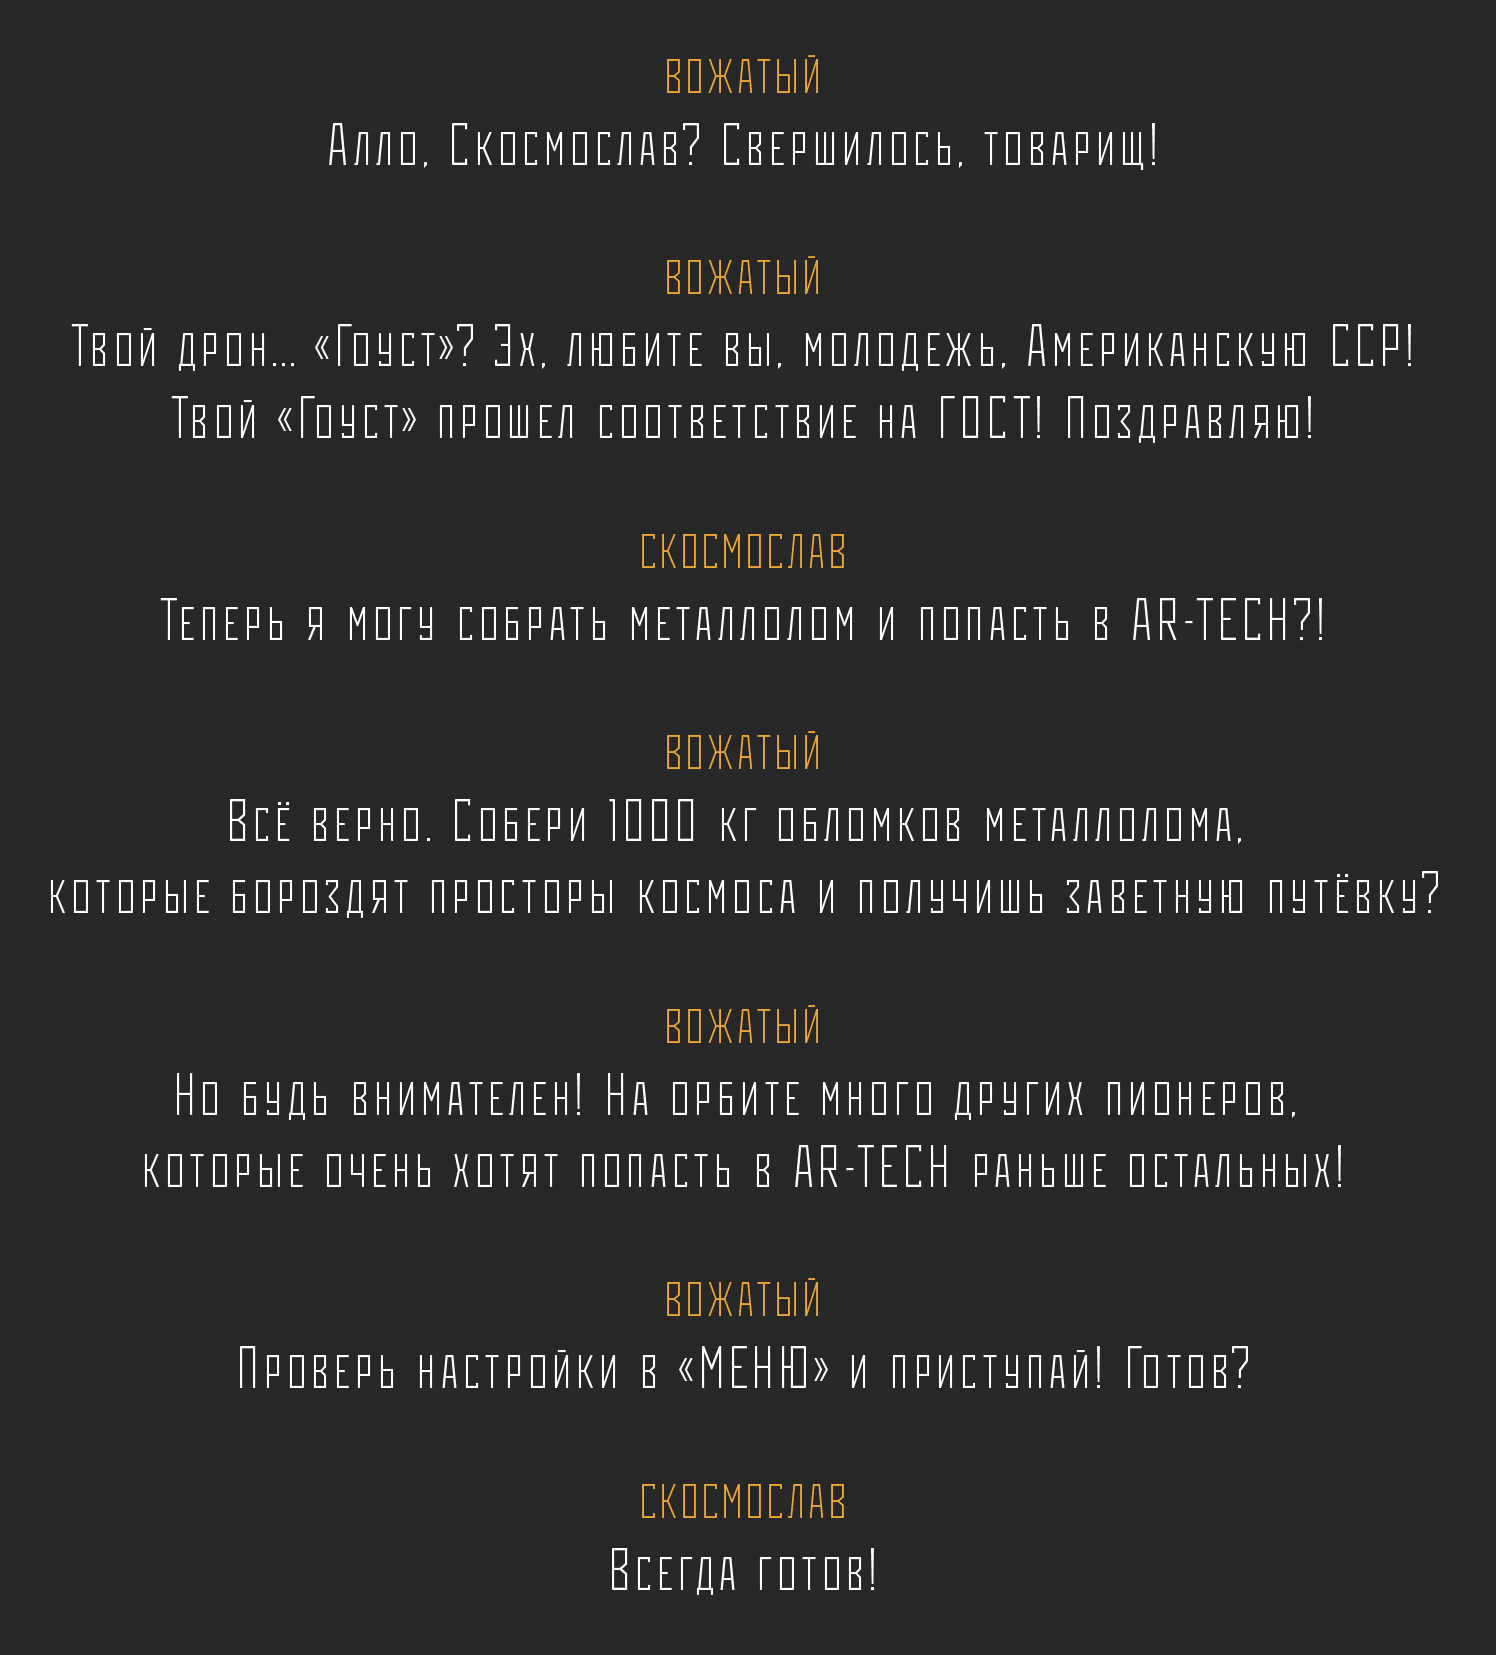 ВОЖАТЫЙ
Алло, Скосмослав? Свершилось, товарищ!
ВОЖАТЫЙ
Твой дрон... «Гоуст»? Эх, любите вы, молодежь, Американскую ССР!
Твой «Гоуст» прошел соответствие на ГОСТ! Поздравляю!
СКОСМОСЛАВ
Теперь я могу собрать металлолом и попасть в AR-TECH?!
ВОЖАТЫЙ
Всё верно. Собери 1000 кг обломков металлолома,
которые бороздят просторы космоса и получишь заветную путёвку?
ВОЖАТЫЙ
Но будь внимателен! На орбите много других пионеров,
которые очень хотят попасть в AR-TECH раньше остальных!
ВОЖАТЫЙ
Проверь настройки в «МЕНЮ» и приступай! Готов?
СКОСМОСЛАВ
Всегда готов!